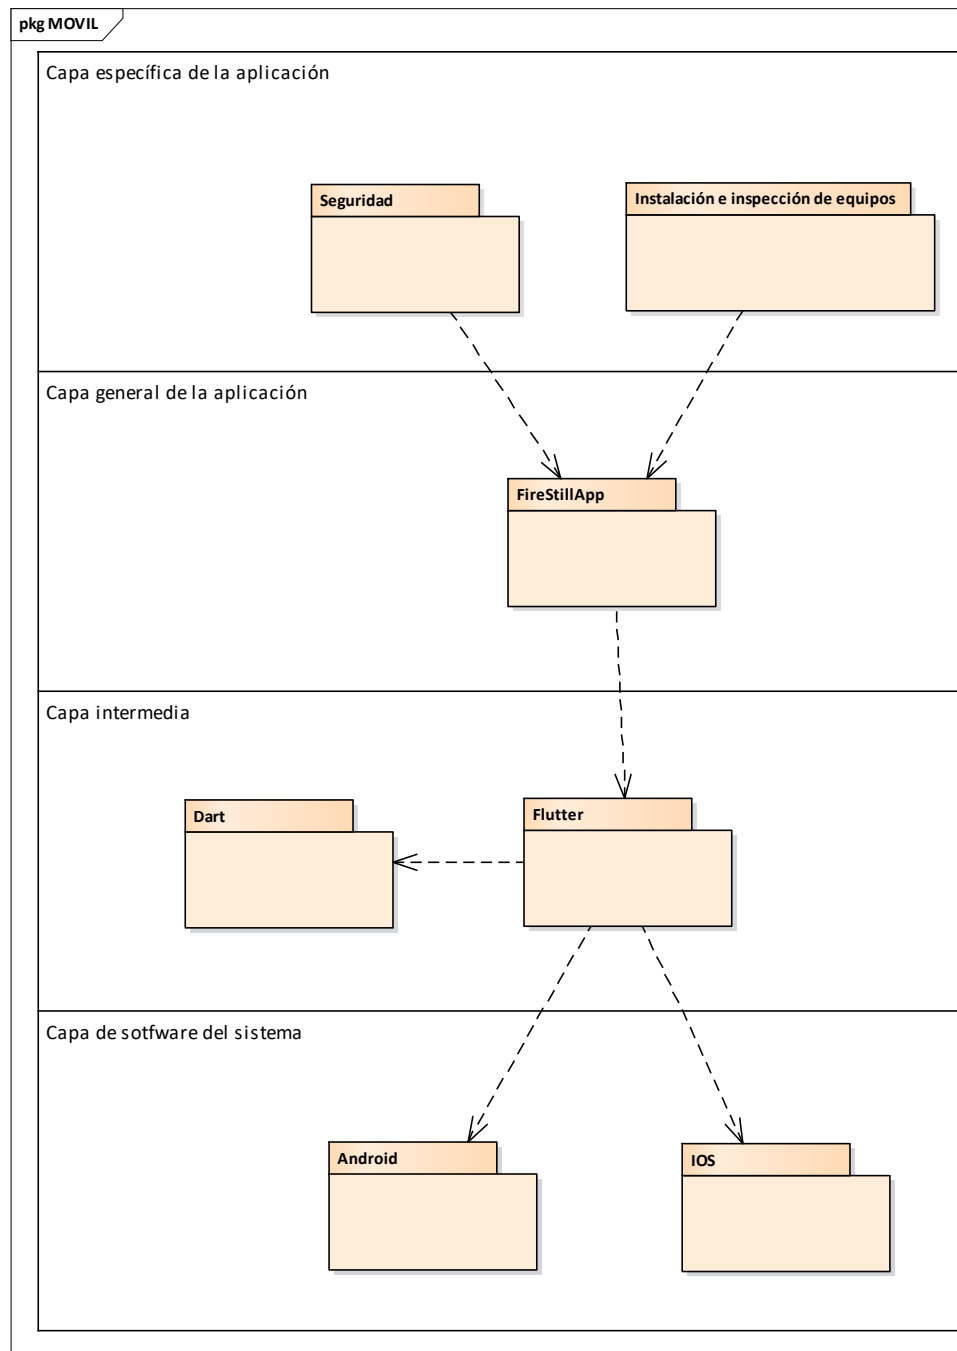 pkg MOVIL
Capa específica de la aplicación
Seguridad
Instalación e inspección de equipos
Capa general de la aplicación
FireStillApp
Capa intermedia
Dart
Flutter
Capa de sotfware del sistema
Android
IOS